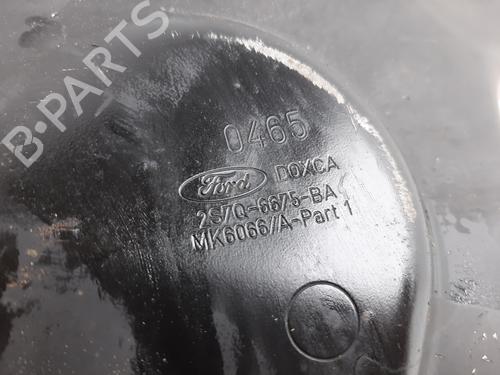 B-PARTS
0465
Ford DOXCA
2S7Q-6675-BA
MK6066//A-Part 1